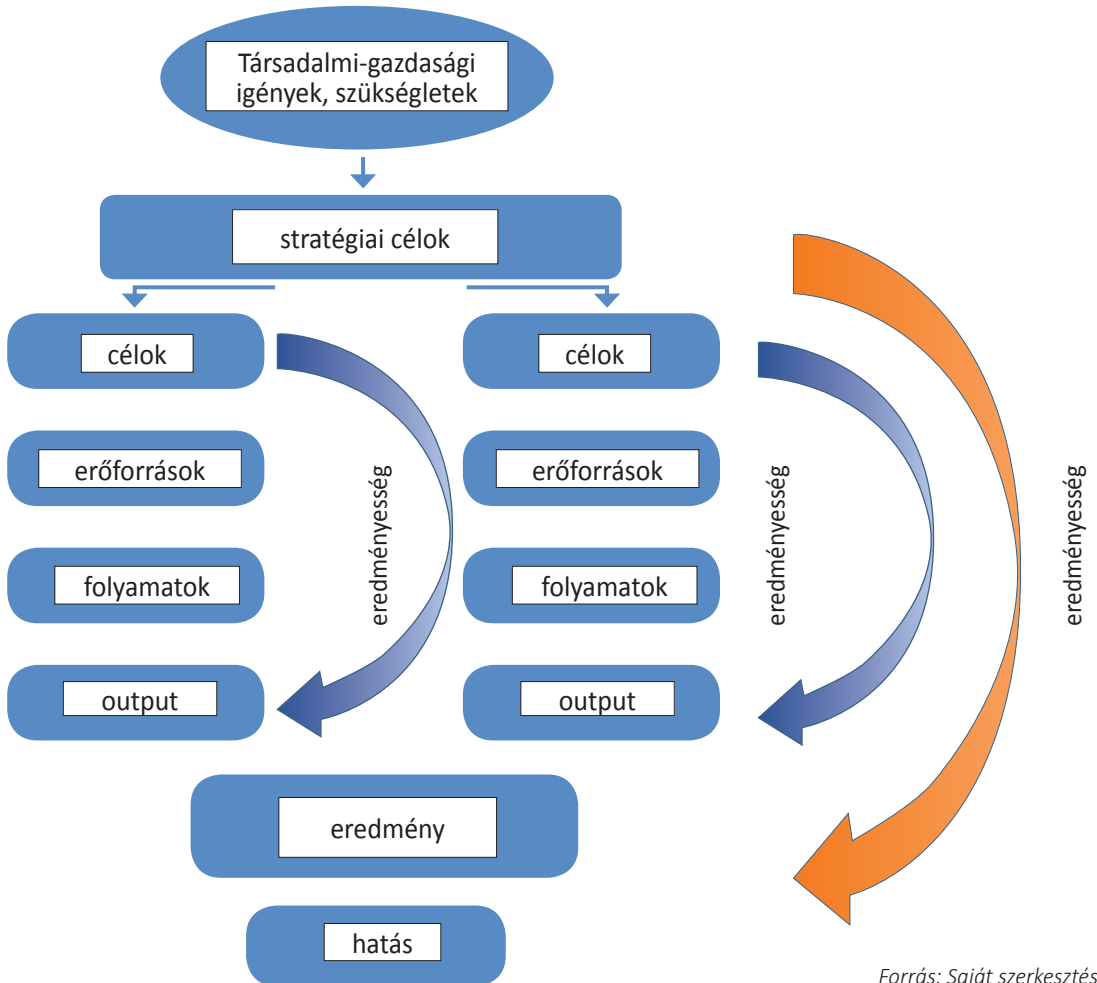 Társadalmi-gazdasági
igények, szükségletek
stratégiai célok
célok
célok
erőforrások
erőforrások
folyamatok
folyamatok
output
output
eredményesség
eredményesség
eredményesség
eredmény
hatás
Forrás: Saját szerkesztés